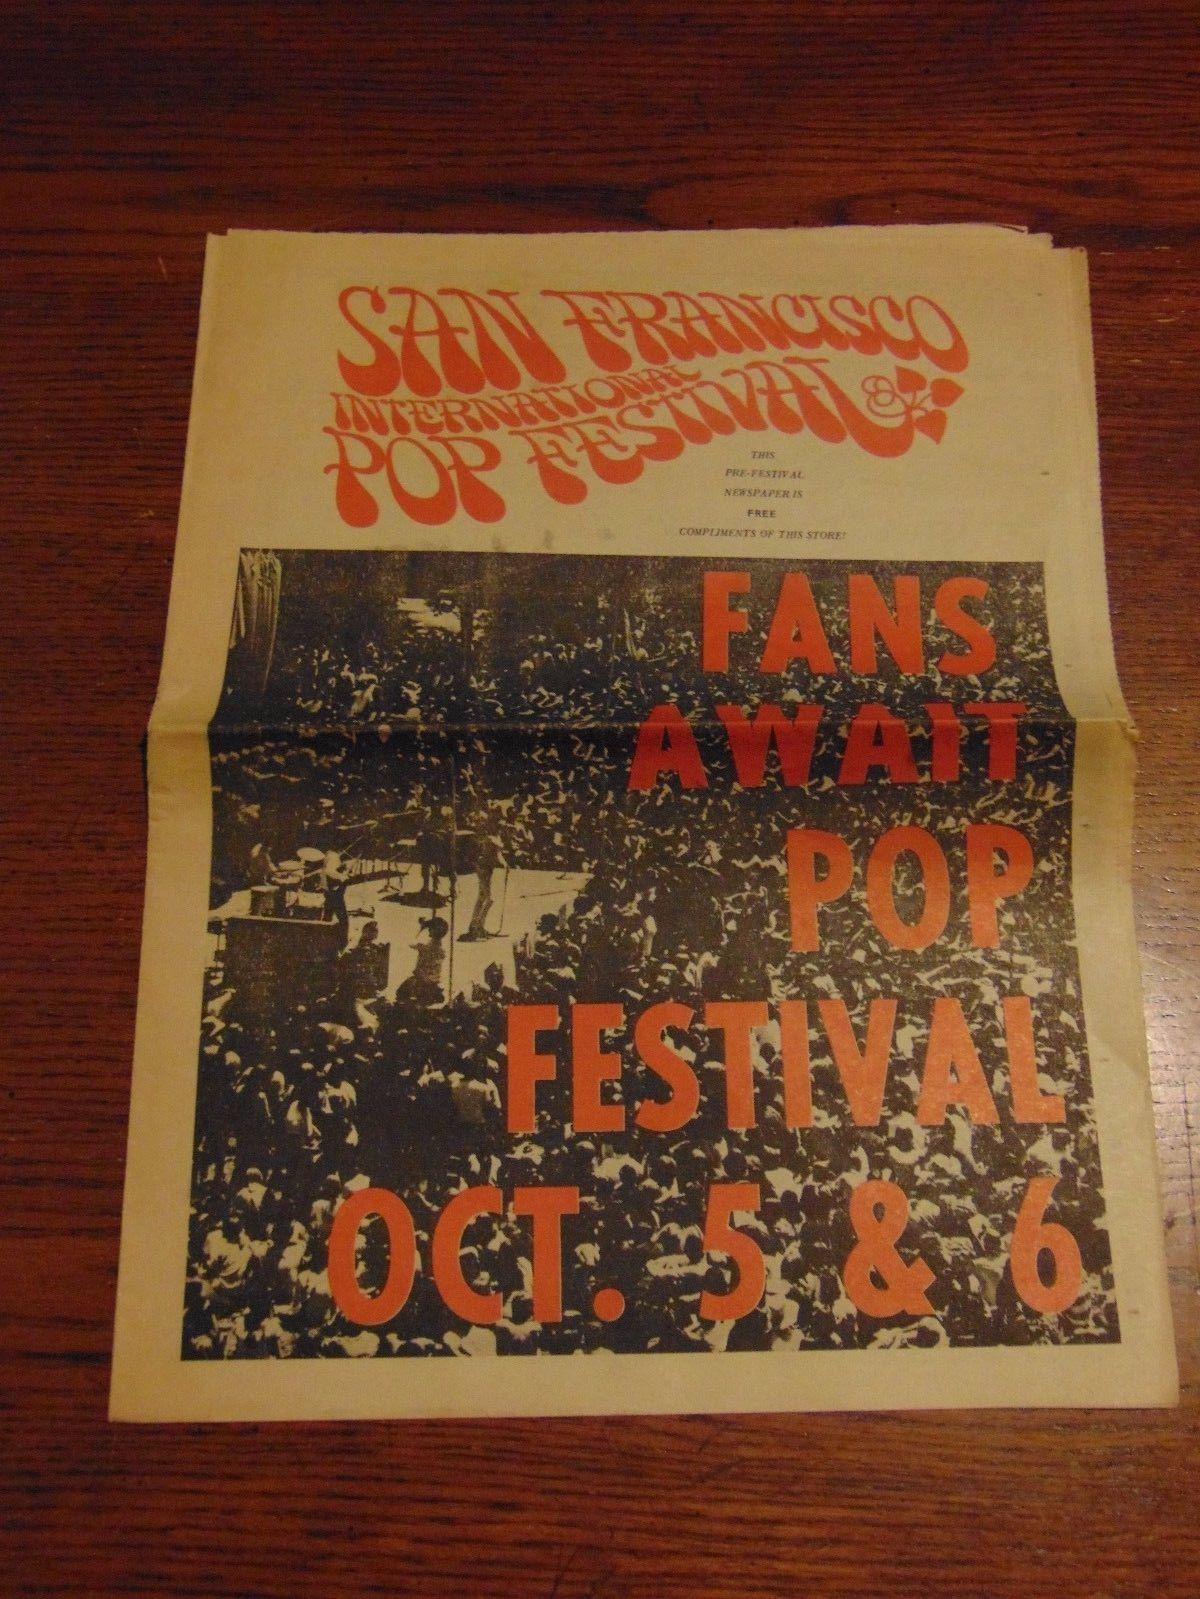 SAN FRANCISCO
INTERNATIONAL
POP FESTIVAL
THIS
PRE-FESTIVAL
NEWSPAPER IS
FREE
COMPLIMENTS OF THIS STORE!
FANS
AWAIT
POP
FESTIVAL
OCT. 5 & 6